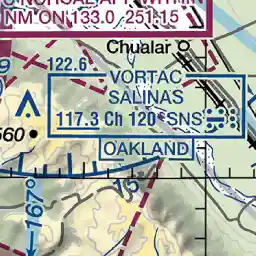 NM ON 133.0 251.15
Chualar
122.6
VORTAC
SALINAS
117.3 Ch 120 SNS
OAKLAND
560
15
167°